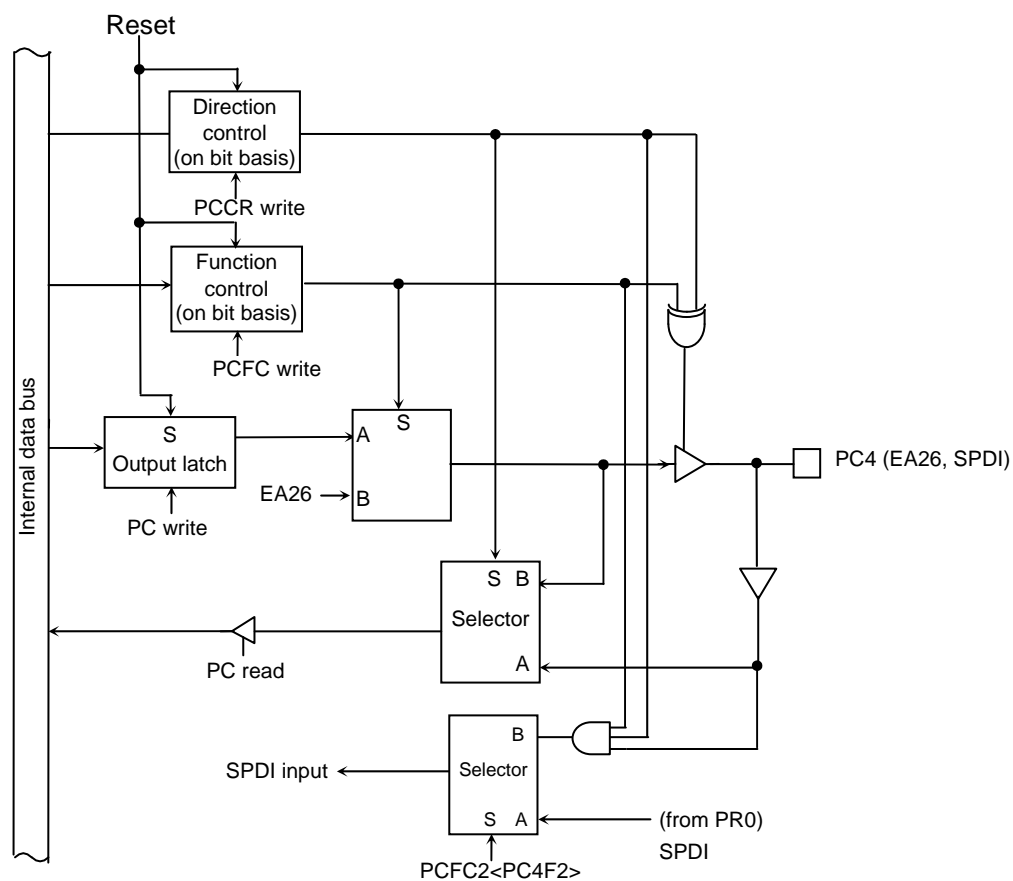 Reset
Direction
control
(on bit basis)
PCCR write
Function
control
(on bit basis)
PCFC write
Internal data bus
S
Output latch
PC write
A
S
B
EA26
PC4 (EA26, SPDI)
S B
Selector
A
PC read
B
Selector
S A
SPDI input
(from PR0)
SPDI
PCFC2<PC4F2>